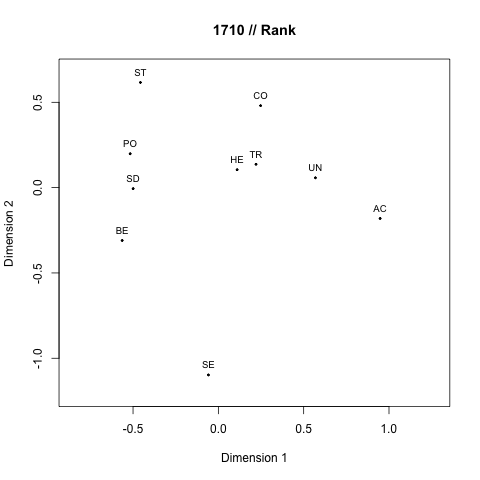 1710 // Rank
ST
CO
PO
HE TR
UN
SD
AC
BE
SE
0.5
0.0
-0.5
-1.0
Dimension 2
-0.5 0.0 0.5 1.0
Dimension 1